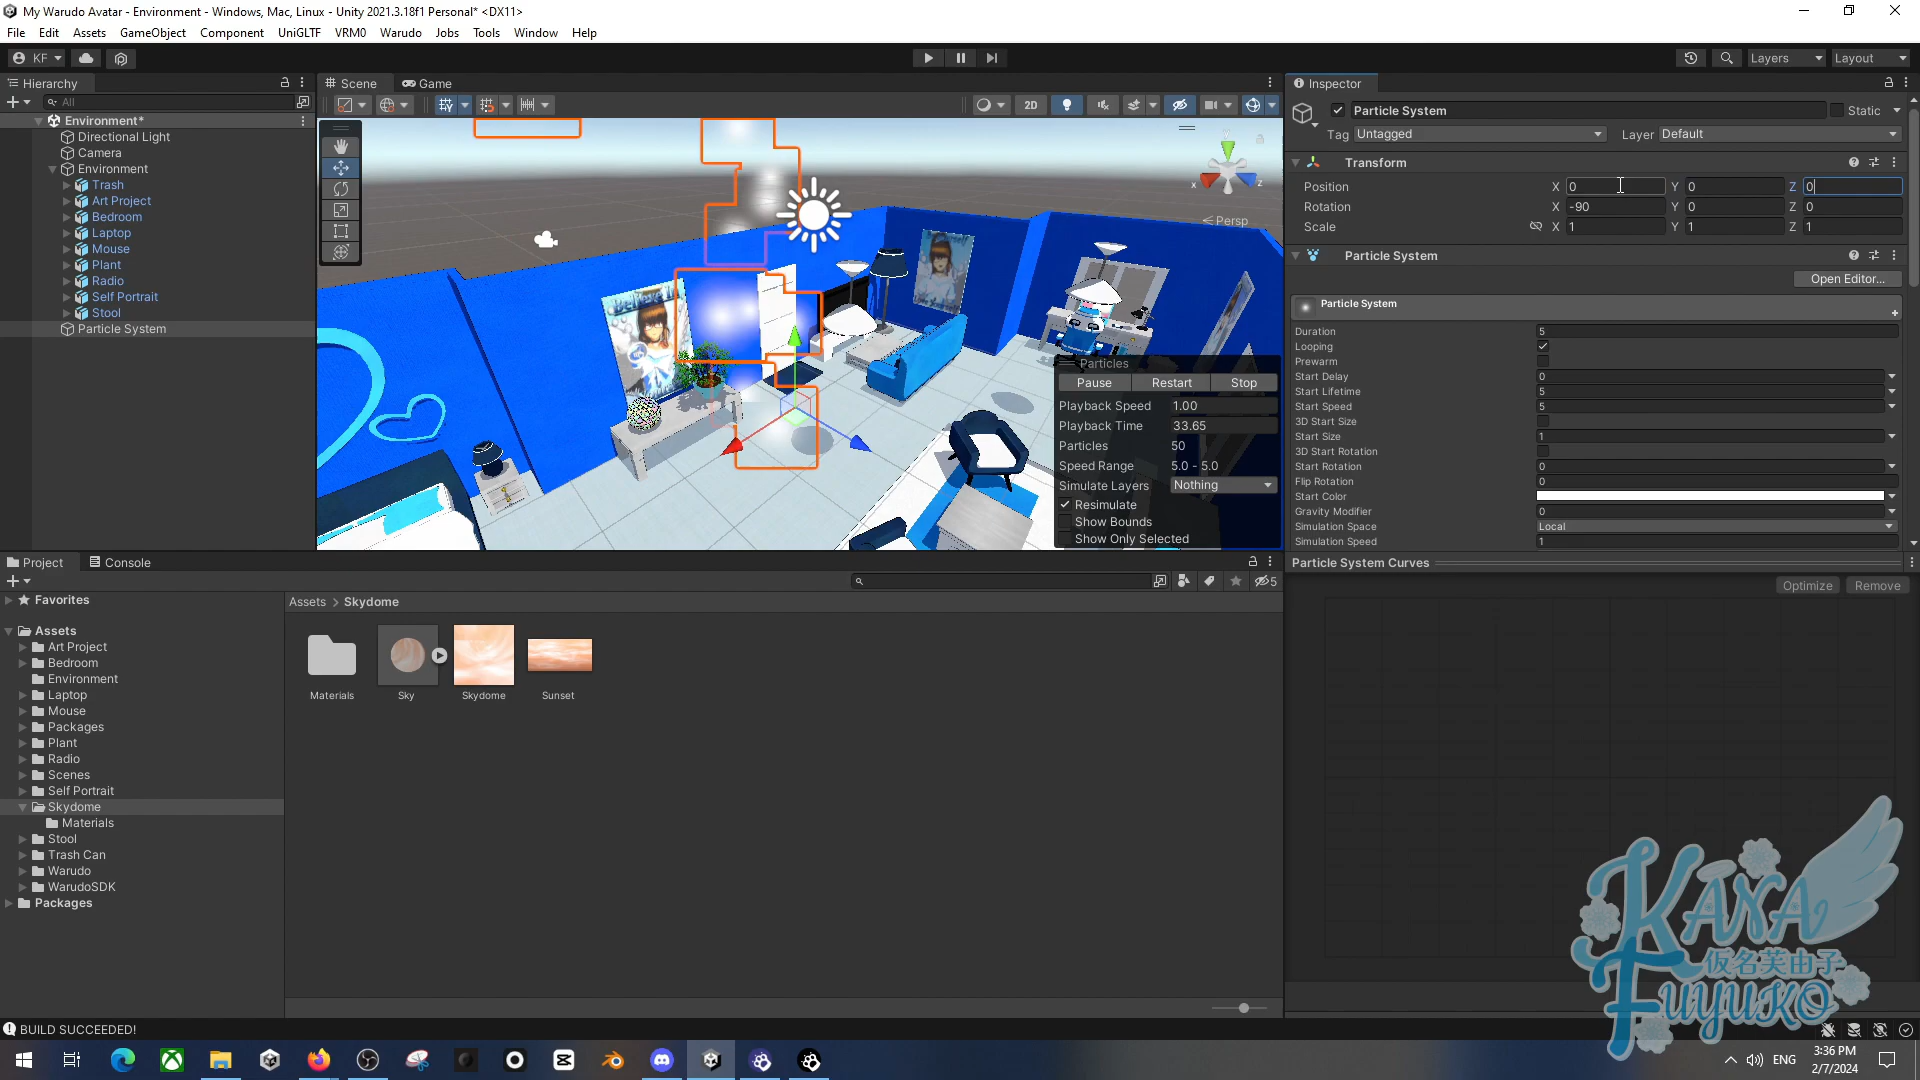 My Warudo Avatar - Environment - Windows, Mac, Linux - Unity 2021.3.18f1 Personal* <DX11>
File Edit Assets GameObject Component UniGLTF VRM0 Warudo Jobs Tools Window Help
KF Layers Layout
Hierarchy
All
Environment*
Directional Light
Camera
Environment
Trash
Art Project
Bedroom
Laptop
Mouse
Plant
Radio
Self Portrait
Stool
Particle System
Scene Game
2D
Y
X
Z
Persp
Particles
Pause Restart Stop
Playback Speed 1.00
Playback Time 33.65
Particles 50
Speed Range 5.0 - 5.0
Simulate Layers Nothing
Resimulate
Show Bounds
Show Only Selected
Inspector
Particle System Static
Tag Untagged Layer Default
Transform
Position X 0 Y 0 Z 0
Rotation X -90 Y 0 Z 0
Scale X 1 Y 1 Z 1
Particle System
Open Editor...
Particle System
Duration 5
Looping
Prewarm
Start Delay 0
Start Lifetime 5
Start Speed 5
3D Start Size
Start Size 1
3D Start Rotation
Start Rotation 0
Flip Rotation 0
Start Color
Gravity Modifier 0
Simulation Space Local
Simulation Speed 1
Particle System Curves
Optimize Remove
Project Console
5
Favorites
Assets
Art Project
Bedroom
Environment
Laptop
Mouse
Packages
Plant
Radio
Scenes
Self Portrait
Skydome
Materials
Stool
Trash Can
Warudo
WarudoSDK
Packages
Assets > Skydome
Materials Sky Skydome Sunset
KANA
仮名芙由子
FUYUKO
BUILD SUCCEEDED!
ENG
3:36 PM
2/7/2024